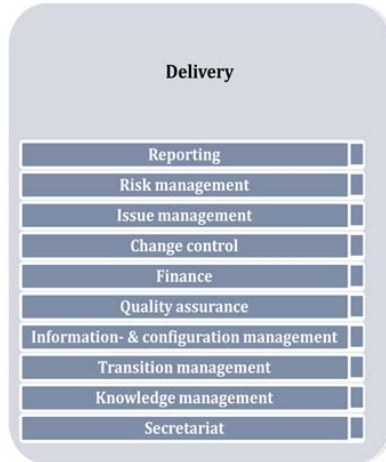 Delivery
Reporting
Risk management
Issue management
Change control
Finance
Quality assurance
Information- & configuration management
Transition management
Knowledge management
Secretariat